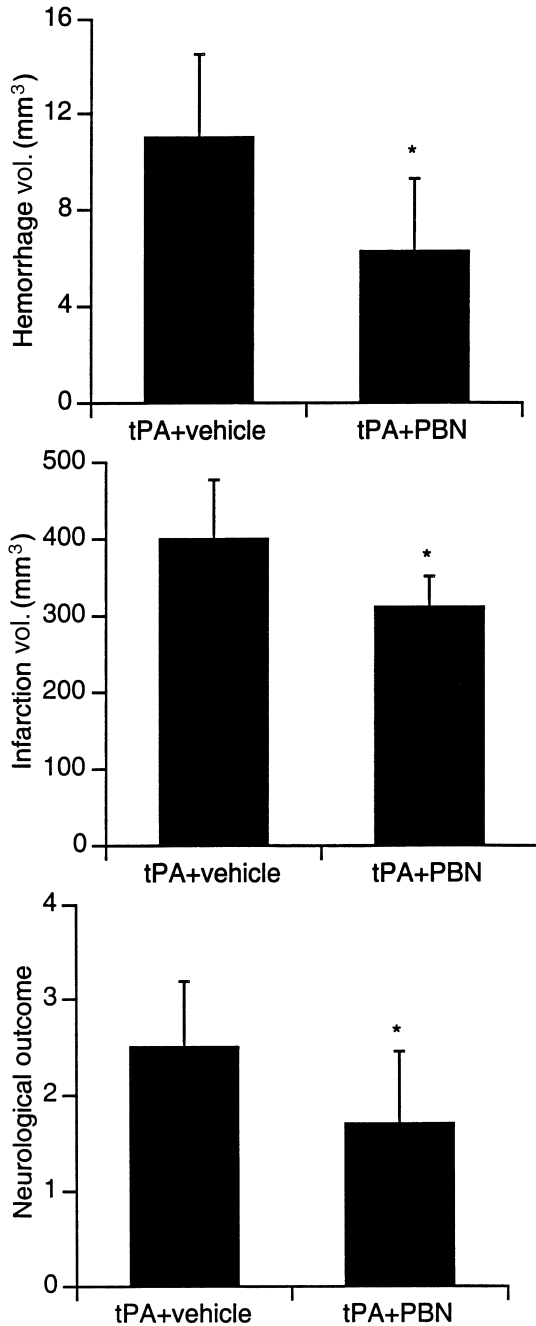 Hemorrhage vol. (mm³)
16
12
8
4
0
*
tPA+vehicle
tPA+PBN
Infarction vol. (mm³)
500
400
300
200
100
0
*
tPA+vehicle
tPA+PBN
Neurological outcome
4
3
2
1
0
*
tPA+vehicle
tPA+PBN